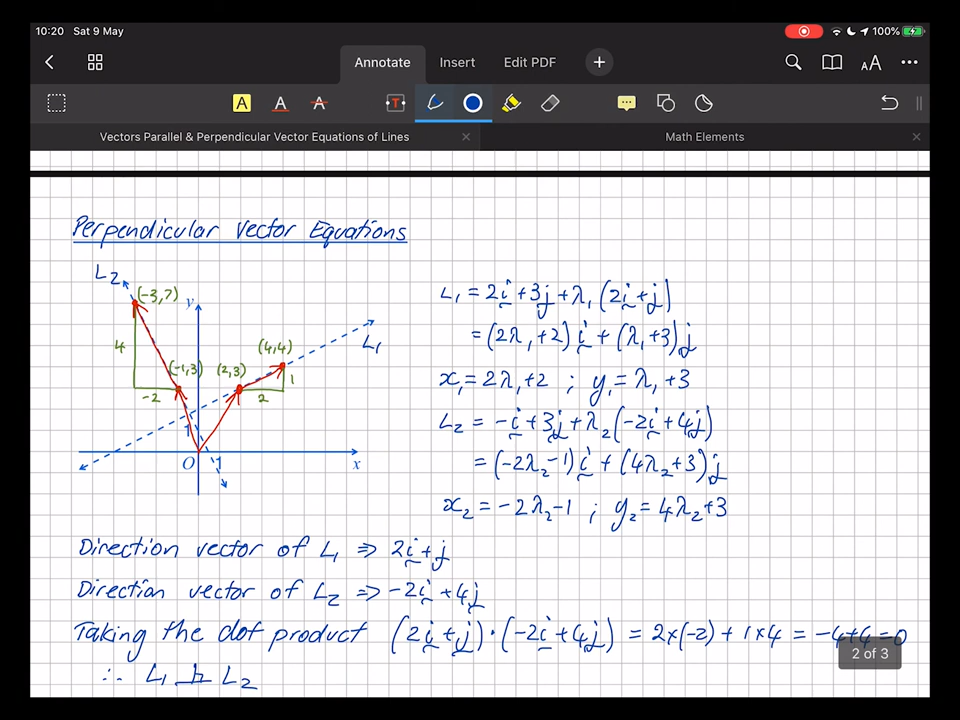 10:20 Sat 9 May 100%
Annotate Insert Edit PDF
Vectors Parallel & Perpendicular Vector Equations of Lines
Math Elements
Perpendicular Vector Equations
L2
(-3,7)
y
4
(-1,3)
(2,3)
(4,4)
L1
-2
2
1
1
O
1
x
L1 = 2i + 3j + λ1 (2i + j)
= (2λ1 + 2) i + (λ1 + 3) j
x1 = 2λ1 + 2 ; y1 = λ1 + 3
L2 = -i + 3j + λ2 (-2i + 4j)
= (-2λ2 - 1) i + (4λ2 + 3) j
x2 = -2λ2 - 1 ; y2 = 4λ2 + 3
Direction vector of L1 ⇒ 2i + j
Direction vector of L2 ⇒ -2i + 4j
Taking the dot product (2i + j) · (-2i + 4j) = 2×(-2) + 1×4 = -4+4 = 0
∴ L1 ⊥ L2
2 of 3